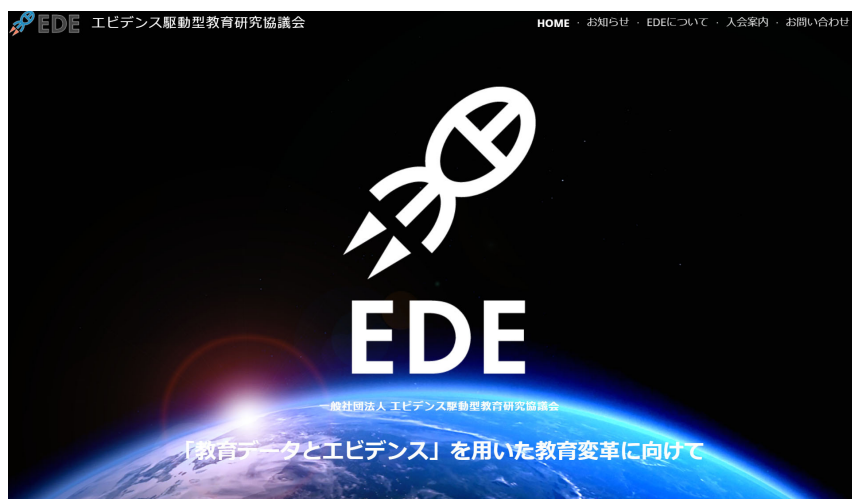 EDE エビデンス駆動型教育研究協議会
HOME · お知らせ · EDEについて · 入会案内 · お問い合わせ
EDE
一般社団法人 エビデンス駆動型教育研究協議会
「教育データとエビデンス」を用いた教育変革に向けて